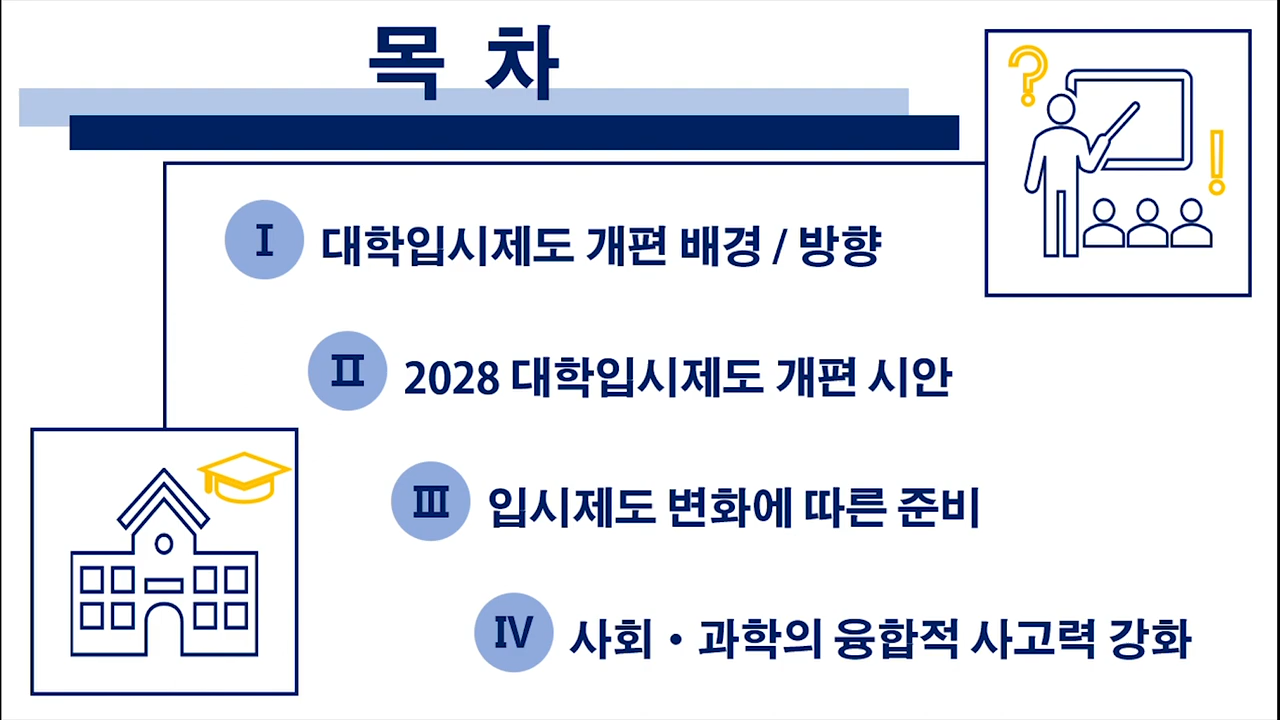 목 차
Ⅰ 대학입시제도 개편 배경 / 방향
Ⅱ 2028 대학입시제도 개편 시안
Ⅲ 입시제도 변화에 따른 준비
Ⅳ 사회・과학의 융합적 사고력 강화
? !